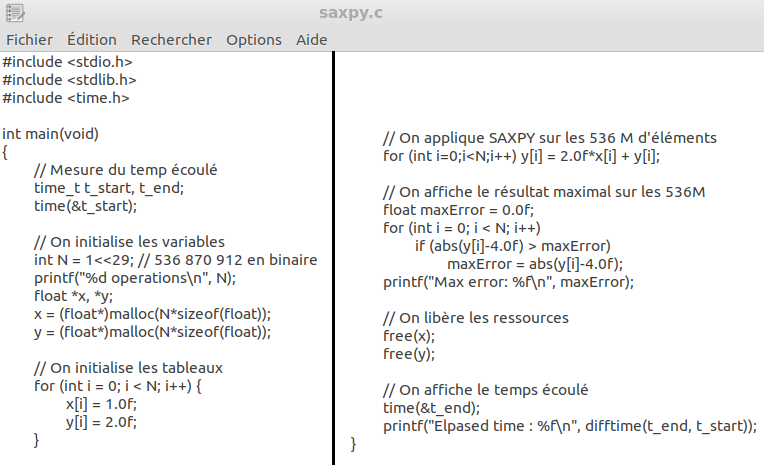 saxpy.c
Fichier Édition Rechercher Options Aide
#include <stdio.h>
#include <stdlib.h>
#include <time.h>
int main(void)
{
// Mesure du temp écoulé
time_t t_start, t_end;
time(&t_start);
// On initialise les variables
int N = 1<<29; // 536 870 912 en binaire
printf("%d operations\n", N);
float *x, *y;
x = (float*)malloc(N*sizeof(float));
y = (float*)malloc(N*sizeof(float));
// On initialise les tableaux
for (int i = 0; i < N; i++) {
x[i] = 1.0f;
y[i] = 2.0f;
}
// On applique SAXPY sur les 536 M d'éléments
for (int i=0;i<N;i++) y[i] = 2.0f*x[i] + y[i];
// On affiche le résultat maximal sur les 536M
float maxError = 0.0f;
for (int i = 0; i < N; i++)
if (abs(y[i]-4.0f) > maxError)
maxError = abs(y[i]-4.0f);
printf("Max error: %f\n", maxError);
// On libère les ressources
free(x);
free(y);
// On affiche le temps écoulé
time(&t_end);
printf("Elpased time : %f\n", difftime(t_end, t_start));
}